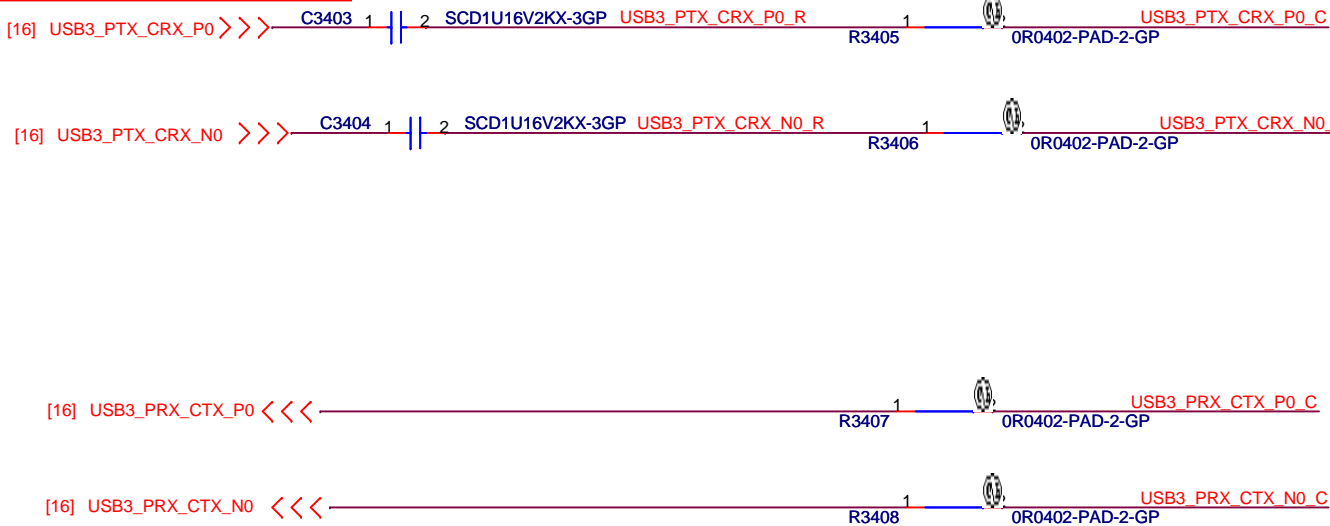 [16] USB3_PTX_CRX_P0 C3403 1 2 SCD1U16V2KX-3GP USB3_PTX_CRX_P0_R 1 USB3_PTX_CRX_P0_C
R3405 0R0402-PAD-2-GP
[16] USB3_PTX_CRX_N0 C3404 1 2 SCD1U16V2KX-3GP USB3_PTX_CRX_N0_R 1 USB3_PTX_CRX_N0_
R3406 0R0402-PAD-2-GP
[16] USB3_PRX_CTX_P0 1 USB3_PRX_CTX_P0_C
R3407 0R0402-PAD-2-GP
[16] USB3_PRX_CTX_N0 1 USB3_PRX_CTX_N0_C
R3408 0R0402-PAD-2-GP